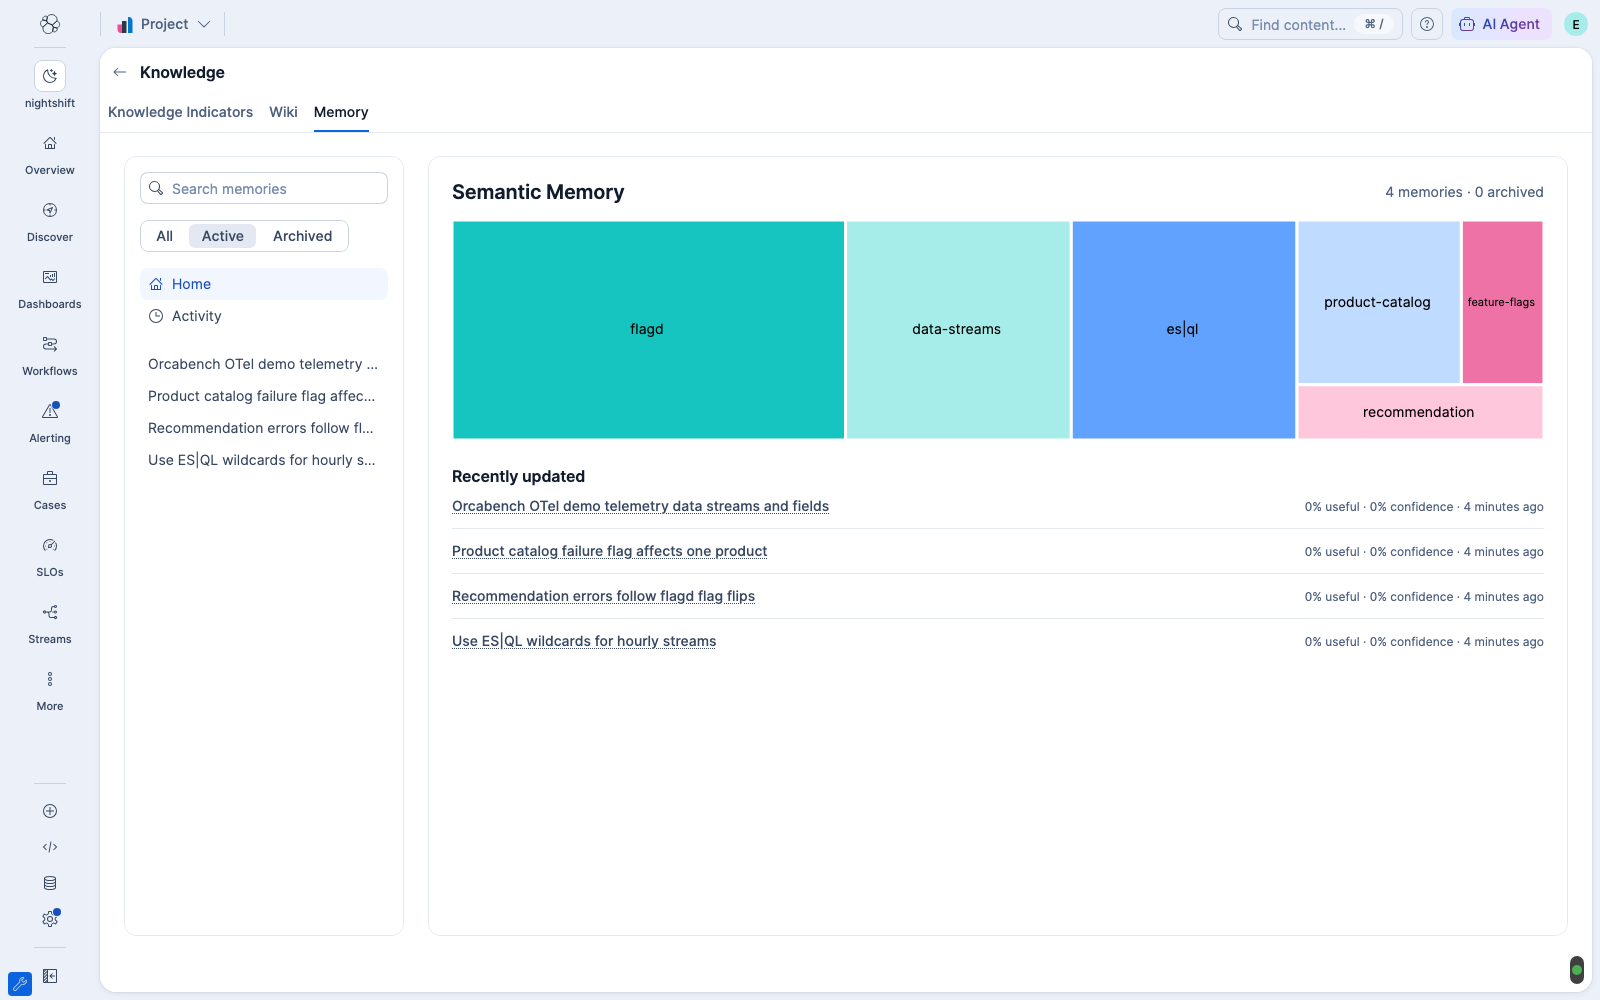 Project
Find content...
⌘ /
AI Agent
E
nightshift
Overview
Discover
Dashboards
Workflows
Alerting
Cases
SLOs
Streams
More
Knowledge
Knowledge Indicators
Wiki
Memory
Search memories
All
Active
Archived
Home
Activity
Orcabench OTel demo telemetry ...
Product catalog failure flag affec...
Recommendation errors follow fl...
Use ES|QL wildcards for hourly s...
Semantic Memory
4 memories · 0 archived
flagd
data-streams
es|ql
product-catalog
feature-flags
recommendation
Recently updated
Orcabench OTel demo telemetry data streams and fields
0% useful · 0% confidence · 4 minutes ago
Product catalog failure flag affects one product
0% useful · 0% confidence · 4 minutes ago
Recommendation errors follow flagd flag flips
0% useful · 0% confidence · 4 minutes ago
Use ES|QL wildcards for hourly streams
0% useful · 0% confidence · 4 minutes ago